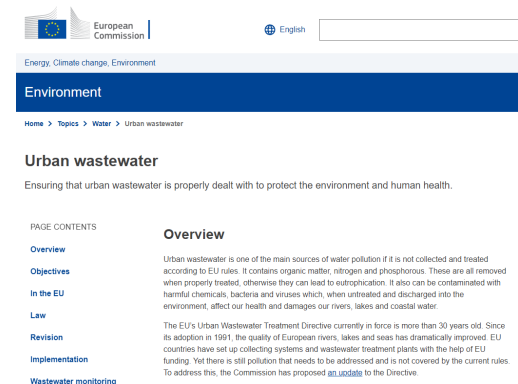 European
Commission
English
Energy, Climate change, Environment
Environment
Home > Topics > Water > Urban wastewater
Urban wastewater
Ensuring that urban wastewater is properly dealt with to protect the environment and human health.
PAGE CONTENTS
Overview
Objectives
In the EU
Law
Revision
Implementation
Wastewater monitoring
Overview
Urban wastewater is one of the main sources of water pollution if it is not collected and treated
according to EU rules. It contains organic matter, nitrogen and phosphorous. These are all removed
when properly treated, otherwise they can lead to eutrophication. It also can be contaminated with
harmful chemicals, bacteria and viruses which, when untreated and discharged into the
environment, affect our health and damages our rivers, lakes and coastal water.
The EU's Urban Wastewater Treatment Directive currently in force is more than 30 years old. Since
its adoption in 1991, the quality of European rivers, lakes and seas has dramatically improved. EU
countries have set up collecting systems and wastewater treatment plants with the help of EU
funding. Yet there is still pollution that needs to be addressed and is not covered by the current rules.
To address this, the Commission has proposed an update to the Directive.